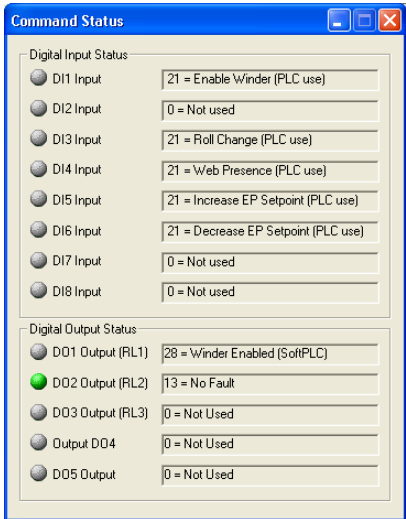 Command Status
Digital Input Status
DI1 Input 21 = Enable Winder (PLC use)
DI2 Input 0 = Not used
DI3 Input 21 = Roll Change (PLC use)
DI4 Input 21 = Web Presence (PLC use)
DI5 Input 21 = Increase EP Setpoint (PLC use)
DI6 Input 21 = Decrease EP Setpoint (PLC use)
DI7 Input 0 = Not used
DI8 Input 0 = Not used
Digital Output Status
DO1 Output (RL1) 28 = Winder Enabled (SoftPLC)
DO2 Output (RL2) 13 = No Fault
DO3 Output (RL3) 0 = Not Used
Output DO4 0 = Not Used
DO5 Output 0 = Not Used